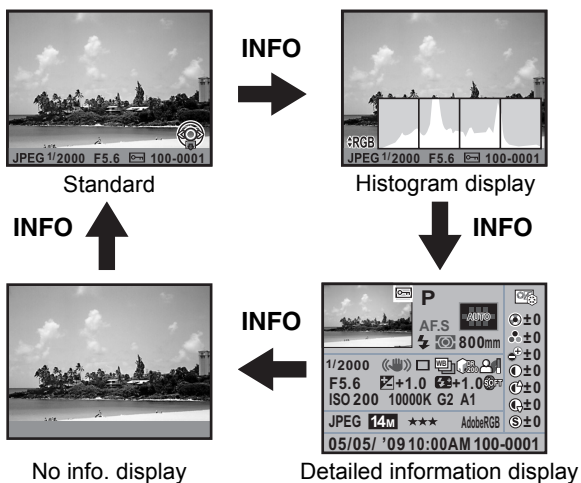 INFO
JPEG 1/2000 F5.6 100-0001
Standard
RGB
JPEG 1/2000 F5.6 100-0001
Histogram display
INFO
INFO
INFO
P
AUTO
AF.S
800mm
1/2000
F5.6 +1.0 +1.0 SOFT
ISO 200 10000K G2 A1
JPEG 14M ★★★ AdobeRGB
05/05/ '09 10:00AM 100-0001
±0
±0
±0
±0
±0
±0
S ±0
No info. display
Detailed information display